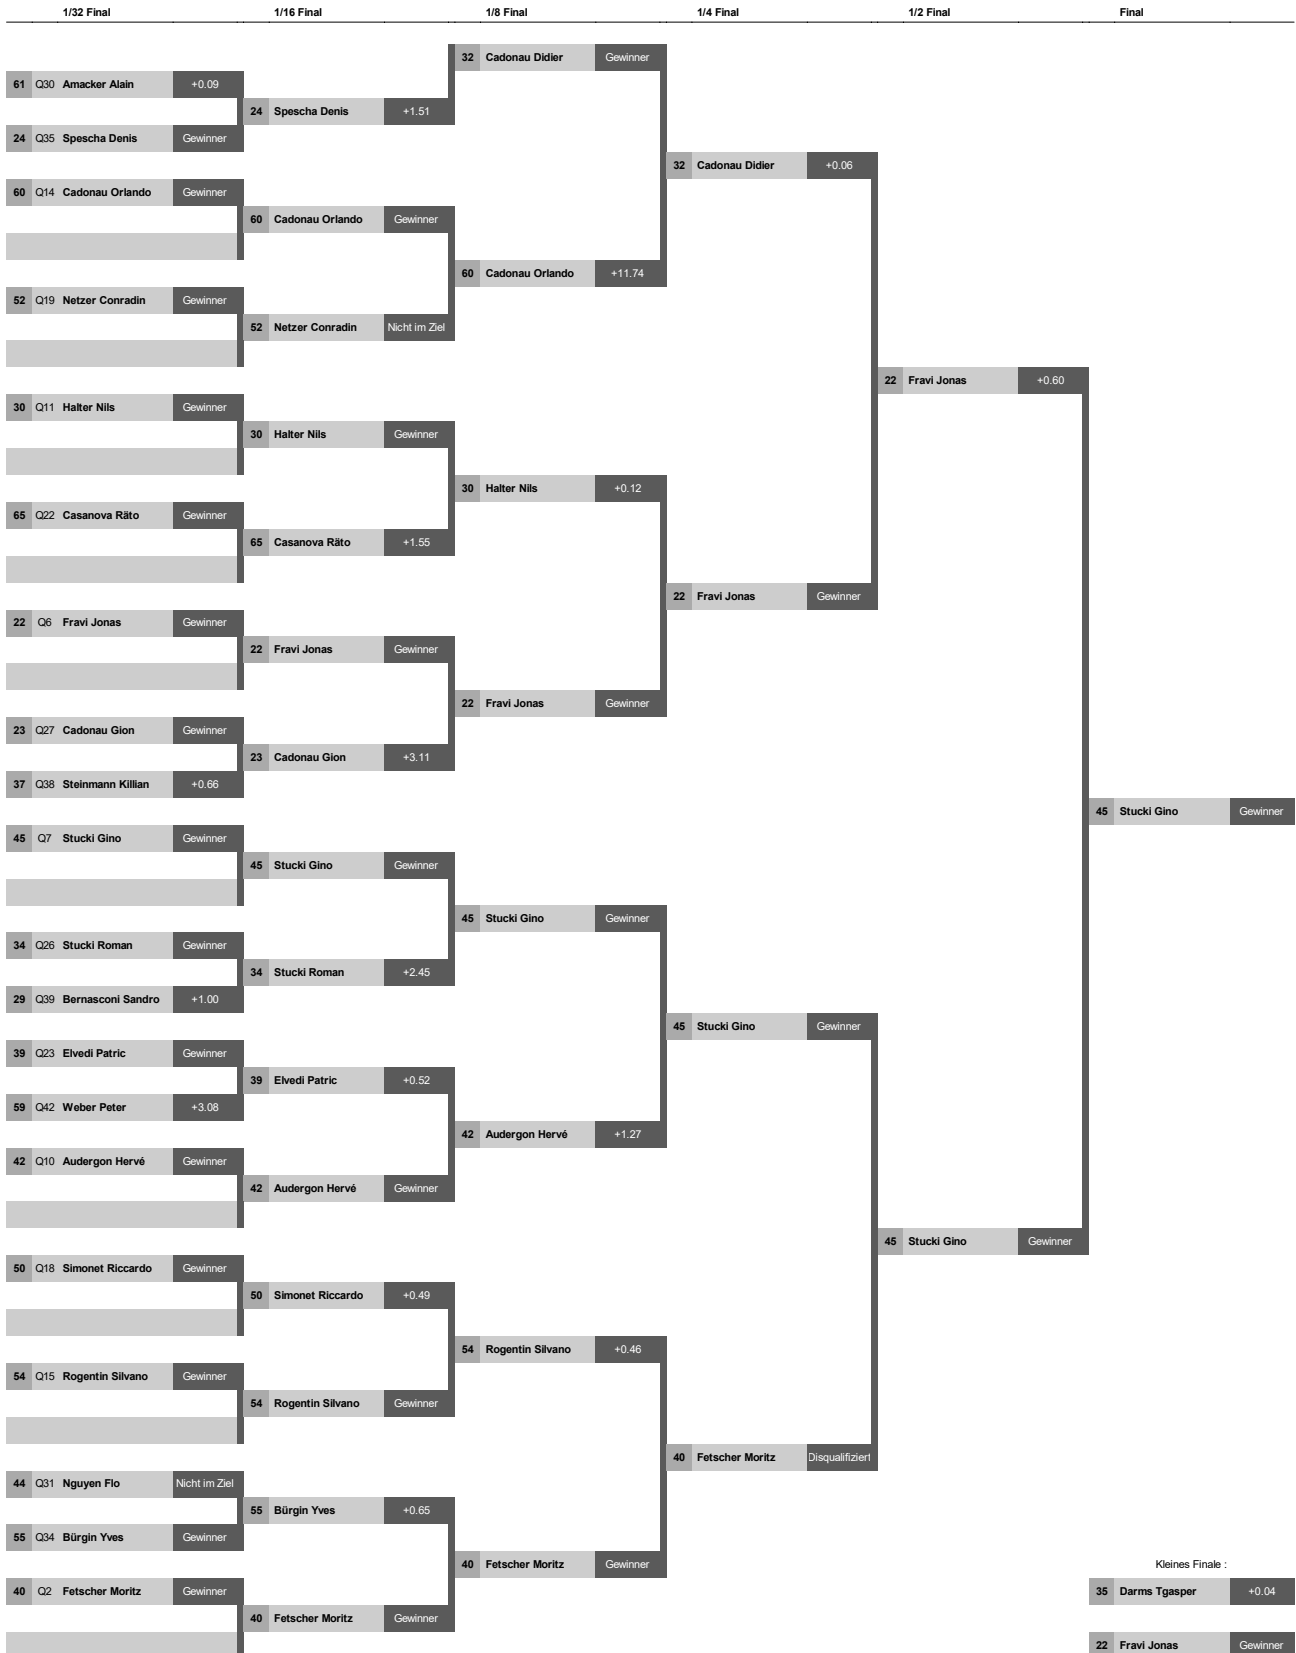 1/32 Final 1/16 Final 1/8 Final 1/4 Final 1/2 Final Final
32 Cadonau Didier Gewinner
61 Q30 Amacker Alain +0.09
24 Spescha Denis +1.51
24 Q35 Spescha Denis Gewinner
32 Cadonau Didier +0.06
60 Q14 Cadonau Orlando Gewinner
60 Cadonau Orlando Gewinner
60 Cadonau Orlando +11.74
52 Q19 Netzer Conradin Gewinner
52 Netzer Conradin Nicht im Ziel
22 Fravi Jonas +0.60
30 Q11 Halter Nils Gewinner
30 Halter Nils Gewinner
30 Halter Nils +0.12
65 Q22 Casanova Räto Gewinner
65 Casanova Räto +1.55
22 Fravi Jonas Gewinner
22 Q6 Fravi Jonas Gewinner
22 Fravi Jonas Gewinner
22 Fravi Jonas Gewinner
23 Q27 Cadonau Gion Gewinner
23 Cadonau Gion +3.11
37 Q38 Steinmann Killian +0.66
45 Stucki Gino Gewinner
45 Q7 Stucki Gino Gewinner
45 Stucki Gino Gewinner
45 Stucki Gino Gewinner
34 Q26 Stucki Roman Gewinner
34 Stucki Roman +2.45
29 Q39 Bernasconi Sandro +1.00
45 Stucki Gino Gewinner
39 Q23 Elvedi Patric Gewinner
39 Elvedi Patric +0.52
59 Q42 Weber Peter +3.08
42 Audergon Hervé +1.27
42 Q10 Audergon Hervé Gewinner
42 Audergon Hervé Gewinner
45 Stucki Gino Gewinner
50 Q18 Simonet Riccardo Gewinner
50 Simonet Riccardo +0.49
54 Rogentin Silvano +0.46
54 Q15 Rogentin Silvano Gewinner
54 Rogentin Silvano Gewinner
40 Fetscher Moritz Disqualifiziert
44 Q31 Nguyen Flo Nicht im Ziel
55 Bürgin Yves +0.65
55 Q34 Bürgin Yves Gewinner
40 Fetscher Moritz Gewinner
Kleines Finale :
40 Q2 Fetscher Moritz Gewinner
35 Darms Tgasper +0.04
40 Fetscher Moritz Gewinner
22 Fravi Jonas Gewinner